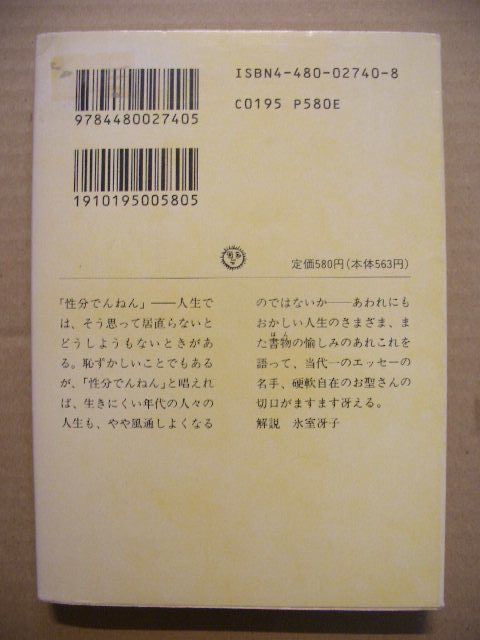 ISBN4-480-02740-8
C0195 P580E
9784480027405
1910195005805
定価580円(本体563円)
「性分でんねん」──人生で
は、そう思って居直らないと
どうしようもないときがあ
る。恥ずかしいことでもある
が、「性分でんねん」と唱えれ
ば、生きにくい年代の人々の
人生も、やや風通しよくなる
のではないか──あわれにも
おかしい人生のさまざま、ま
ほん
た書物の愉しみのあれこれを
語って、当代一のエッセーの
名手、硬軟自在のお聖さんの
切口がますます冴える。
解説 氷室冴子